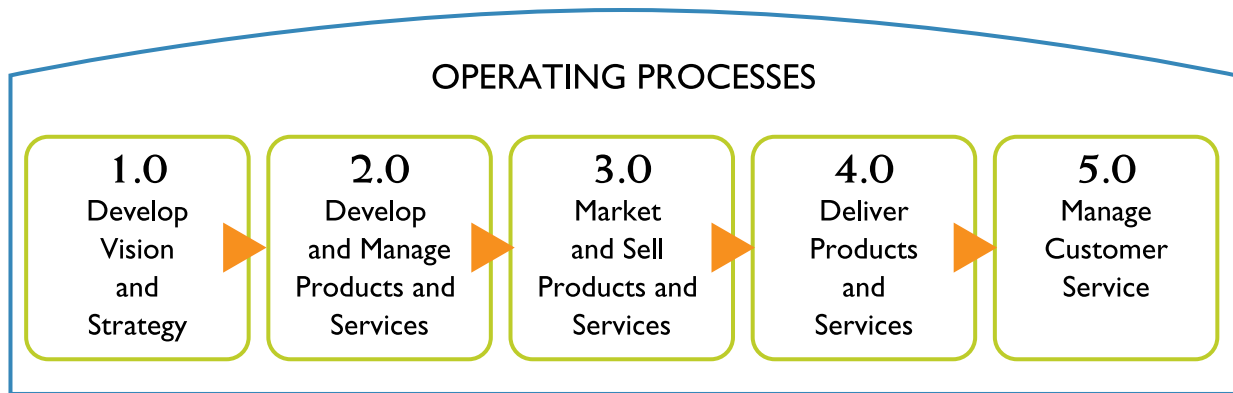 OPERATING PROCESSES
1.0
Develop
Vision
and
Strategy
2.0
Develop
and Manage
Products and
Services
3.0
Market
and Sell
Products and
Services
4.0
Deliver
Products
and
Services
5.0
Manage
Customer
Service